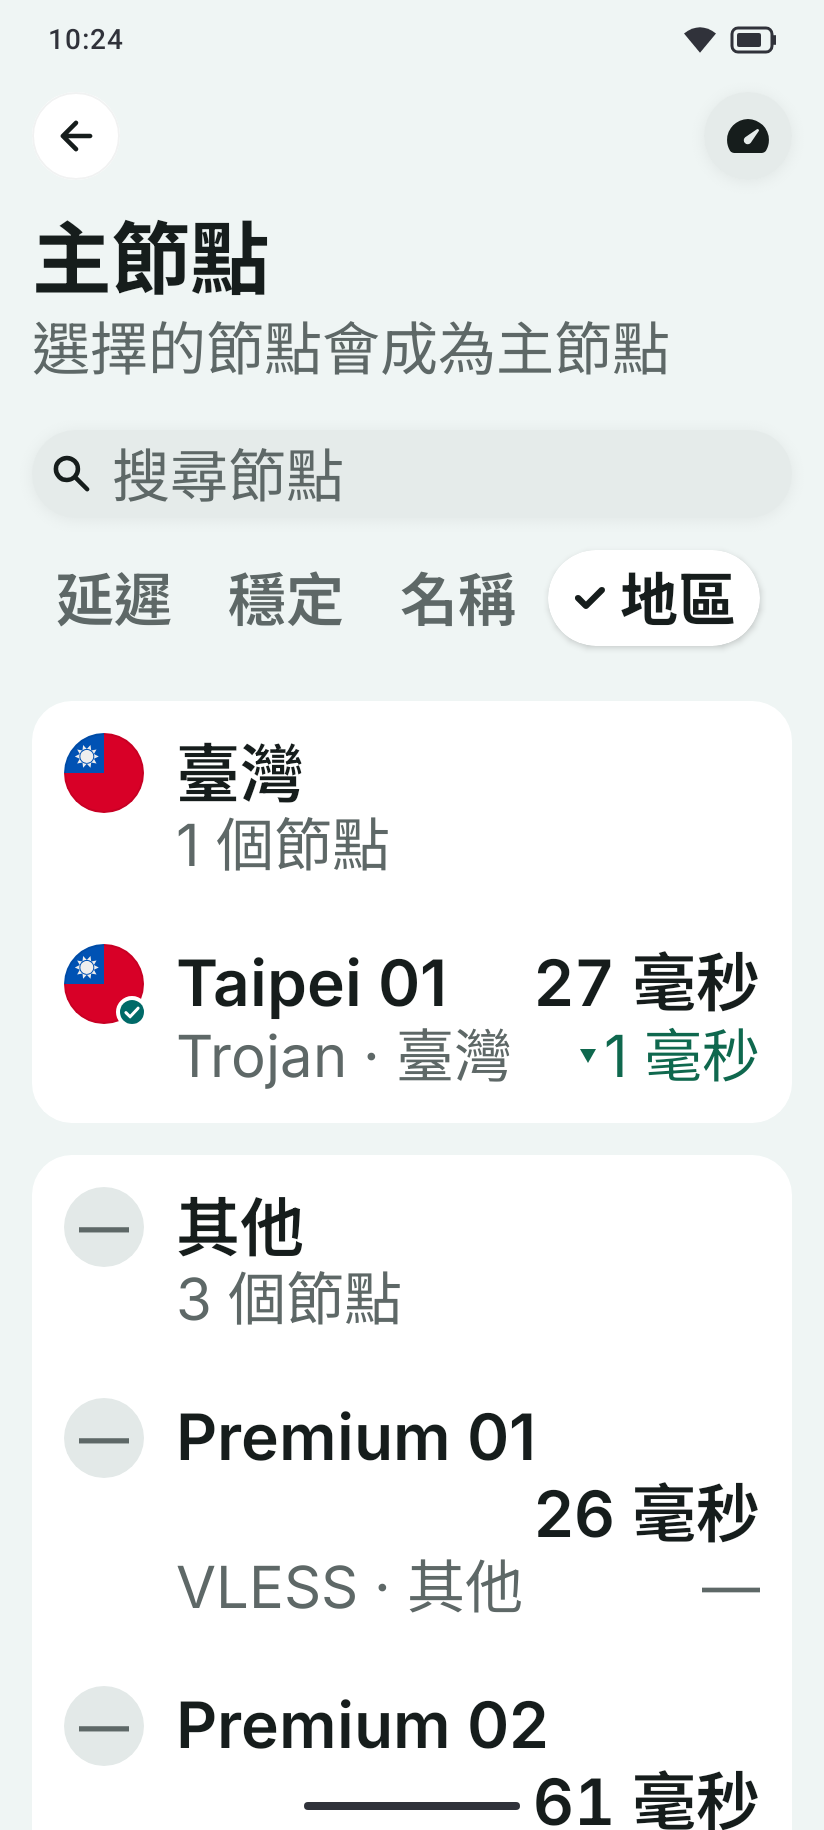 10:24
主節點
選擇的節點會成為主節點
搜尋節點
延遲 穩定 名稱 地區
臺灣
1 個節點
Taipei 01 27 毫秒
Trojan · 臺灣 ▾1 毫秒
其他
3 個節點
Premium 01
26 毫秒
VLESS · 其他 —
Premium 02
61 毫秒